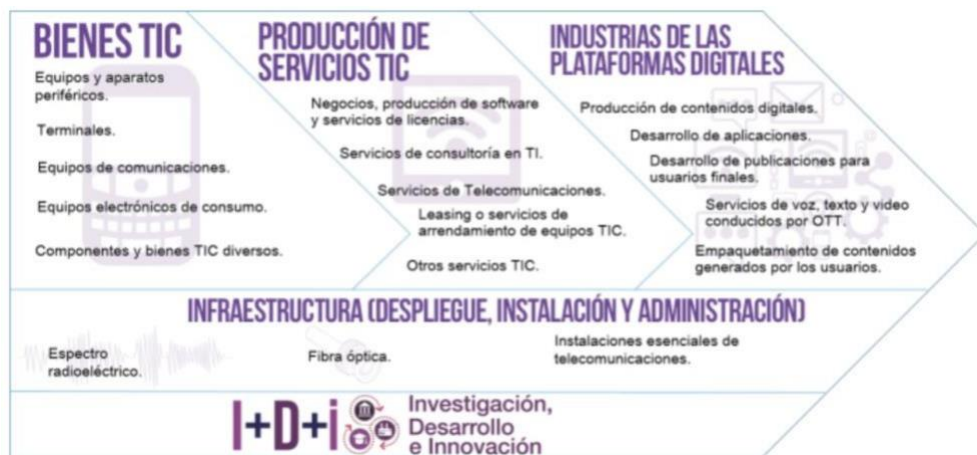 BIENES TIC
Equipos y aparatos
periféricos.
Terminales.
Equipos de comunicaciones.
Equipos electrónicos de consumo.
Componentes y bienes TIC diversos.
PRODUCCIÓN DE
SERVICIOS TIC
Negocios, producción de software
y servicios de licencias.
Servicios de consultoría en TI.
Servicios de Telecomunicaciones.
Leasing o servicios de
arrendamiento de equipos TIC.
Otros servicios TIC.
INDUSTRIAS DE LAS
PLATAFORMAS DIGITALES
Producción de contenidos digitales.
Desarrollo de aplicaciones.
Desarrollo de publicaciones para
usuarios finales.
Servicios de voz, texto y video
conducidos por OTT.
Empaquetamiento de contenidos
generados por los usuarios.
INFRAESTRUCTURA (DESPLIEGUE, INSTALACIÓN Y ADMINISTRACIÓN)
Espectro
radioeléctrico.
Fibra óptica.
Instalaciones esenciales de
telecomunicaciones.
I+D+i
Investigación,
Desarrollo
e Innovación